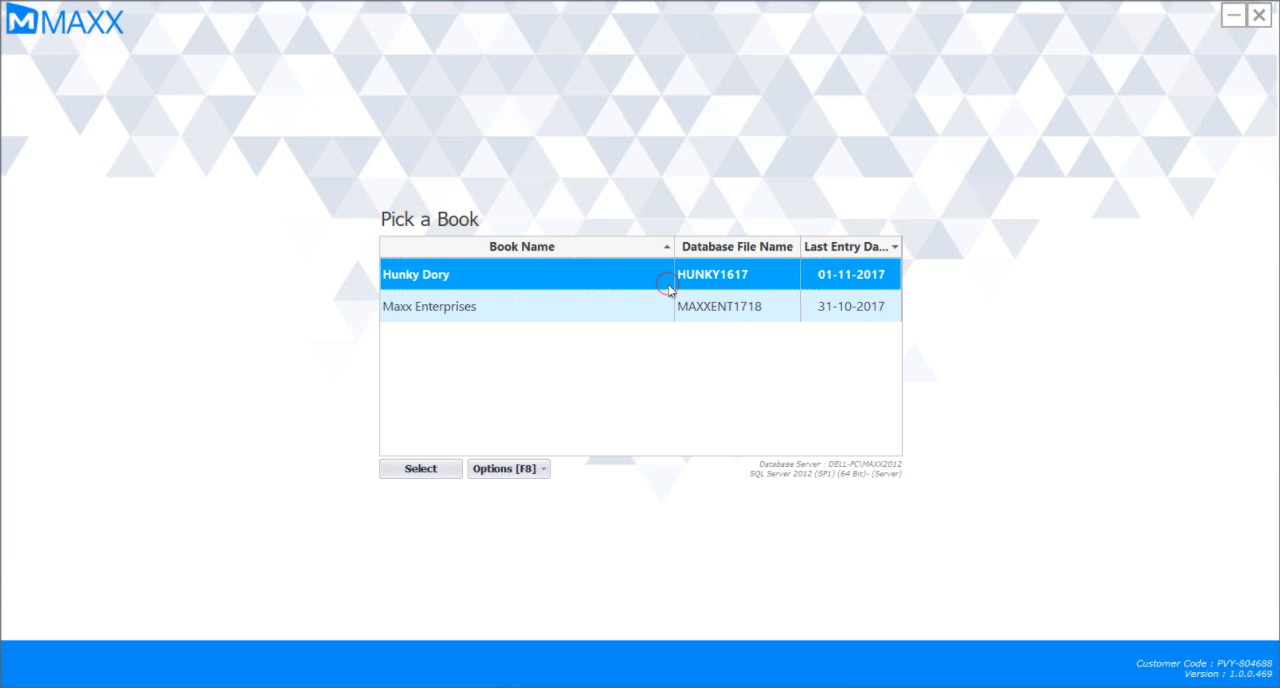 MAXX
Pick a Book
Book Name Database File Name Last Entry Da...
Hunky Dory HUNKY1617 01-11-2017
Maxx Enterprises MAXXENT1718 31-10-2017
Select Options [F8]
Database Server : DELL-PC\MAXX2012
SQL Server 2012 (SP1) (64 Bit)- (Server)
Customer Code : PVY-804688
Version : 1.0.0.469